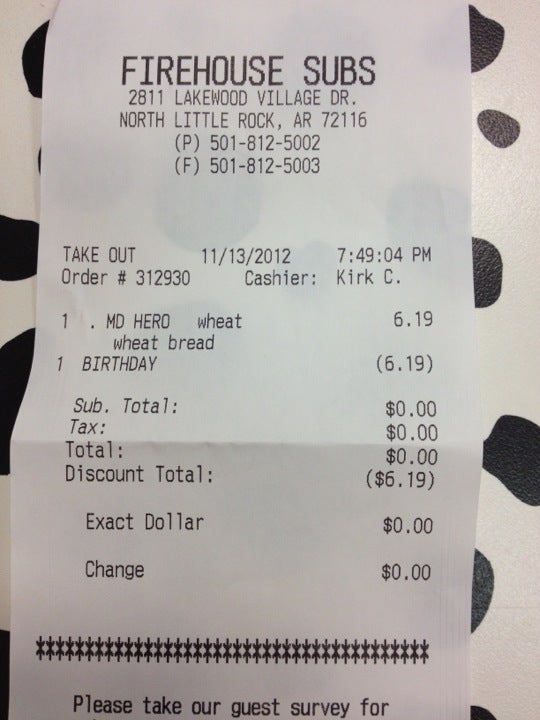 FIREHOUSE SUBS
2811 LAKEWOOD VILLAGE DR.
NORTH LITTLE ROCK, AR 72116
(P) 501-812-5002
(F) 501-812-5003
TAKE OUT 11/13/2012 7:49:04 PM
Order # 312930 Cashier: Kirk C.
1 . MD HERO wheat 6.19
wheat bread
1 BIRTHDAY (6.19)
Sub. Total: $0.00
Tax: $0.00
Total: $0.00
Discount Total: ($6.19)
Exact Dollar $0.00
Change $0.00
****************************************
Please take our guest survey for